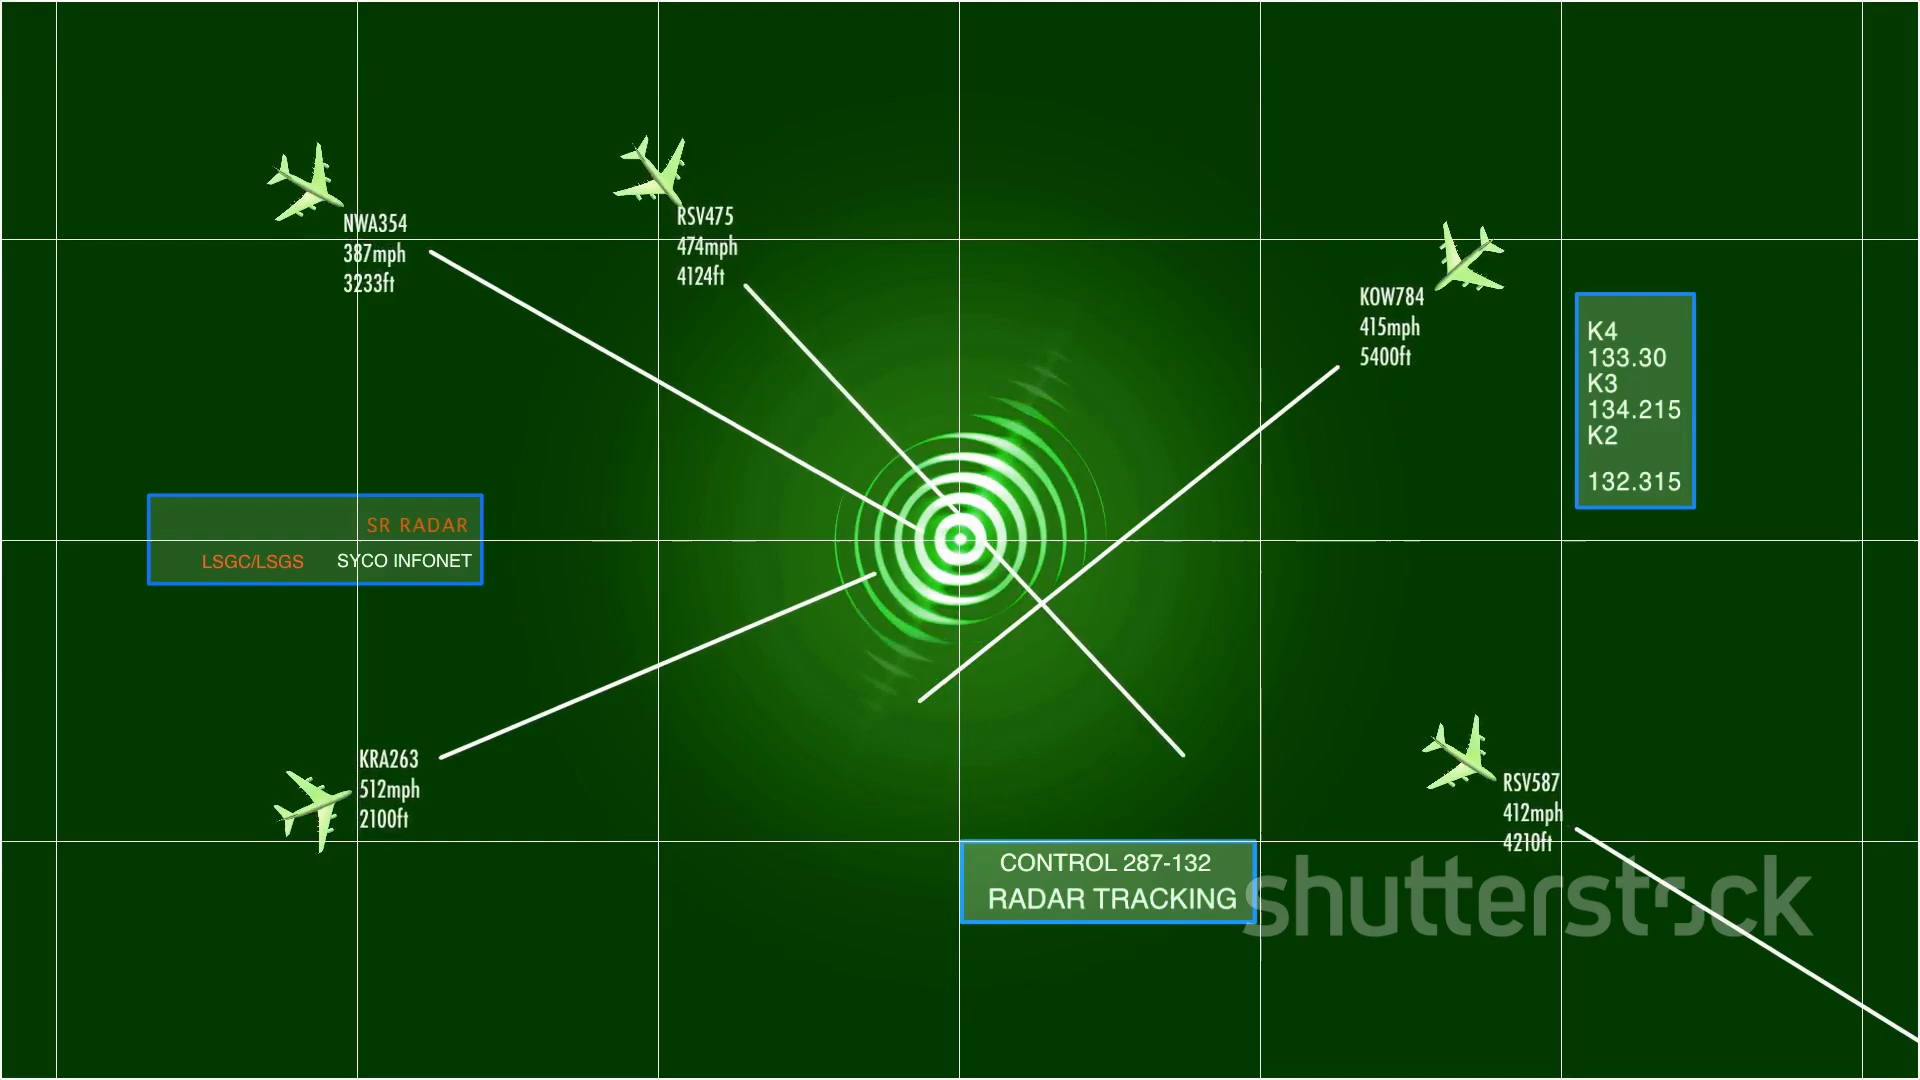 NWA354
387mph
3233ft
RSV475
474mph
4124ft
KOW784
415mph
5400ft
K4
133.30
K3
134.215
K2
132.315
SR RADAR
LSGC/LSGS SYCO INFONET
KRA263
512mph
2100ft
RSV587
412mph
4210ft
CONTROL 287-132
RADAR TRACKING
shutterstock